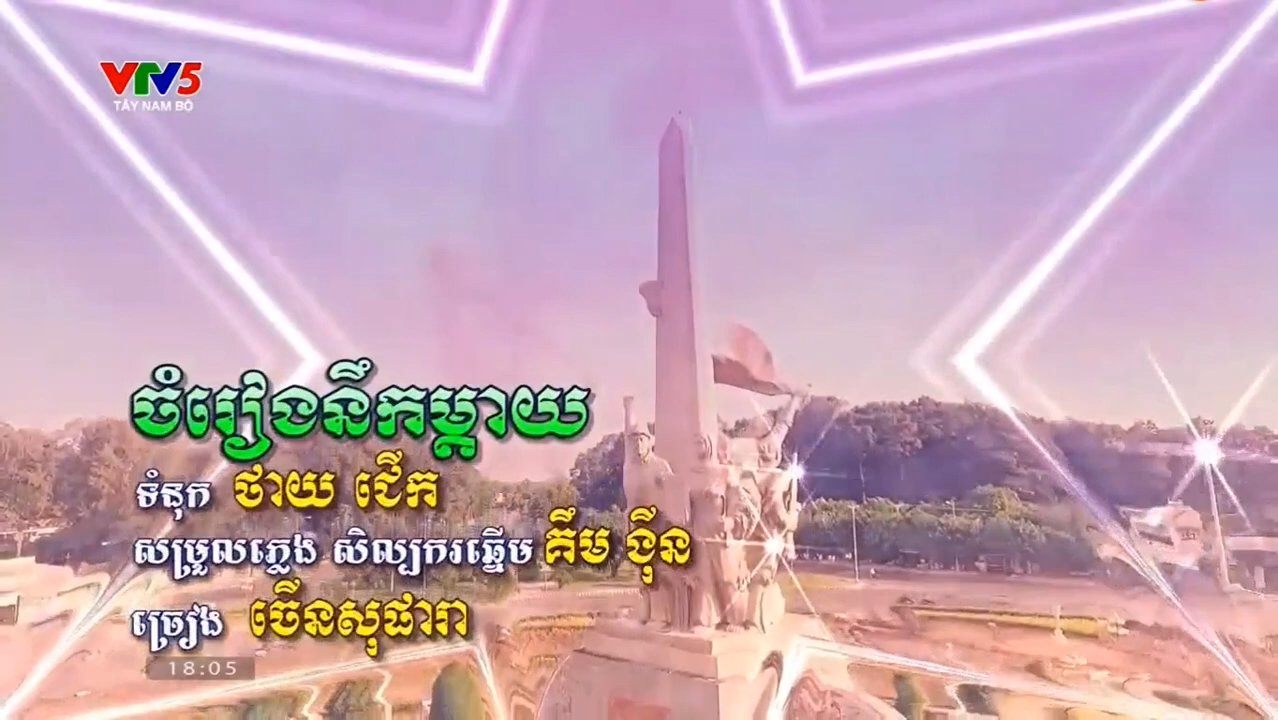 VTV5
TÂY NAM BỘ
ចំរៀងនឹកម្ដាយ
ទំនុក ថាយ ជើក
សម្រួលភ្លេង សិល្បករឆ្នើម គឹម ង៉ឺន
ច្រៀង ចើនសុផារា
18:05